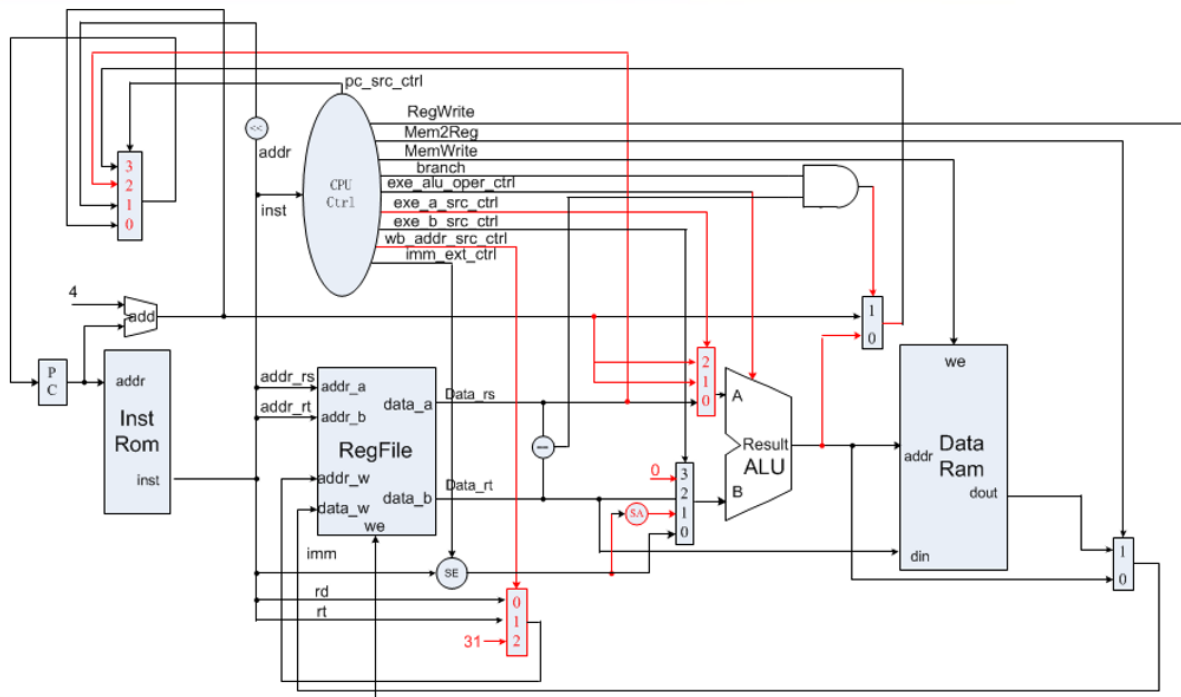 pc_src_ctrl
RegWrite
Mem2Reg
MemWrite
branch
exe_alu_oper_ctrl
exe_a_src_ctrl
exe_b_src_ctrl
wb_addr_src_ctrl
imm_ext_ctrl
<<
addr
inst
CPU
Ctrl
3
2
1
0
4
add
P
C
addr
Inst
Rom
inst
addr_rs
addr_rt
addr_a
addr_b
RegFile
addr_w
data_w
we
data_a
data_b
Data_rs
Data_rt
==
imm
SE
rd
rt
31
0
1
2
2
1
0
0
SA
3
2
1
0
A
B
Result
ALU
1
0
we
Data
Ram
addr
dout
din
1
0